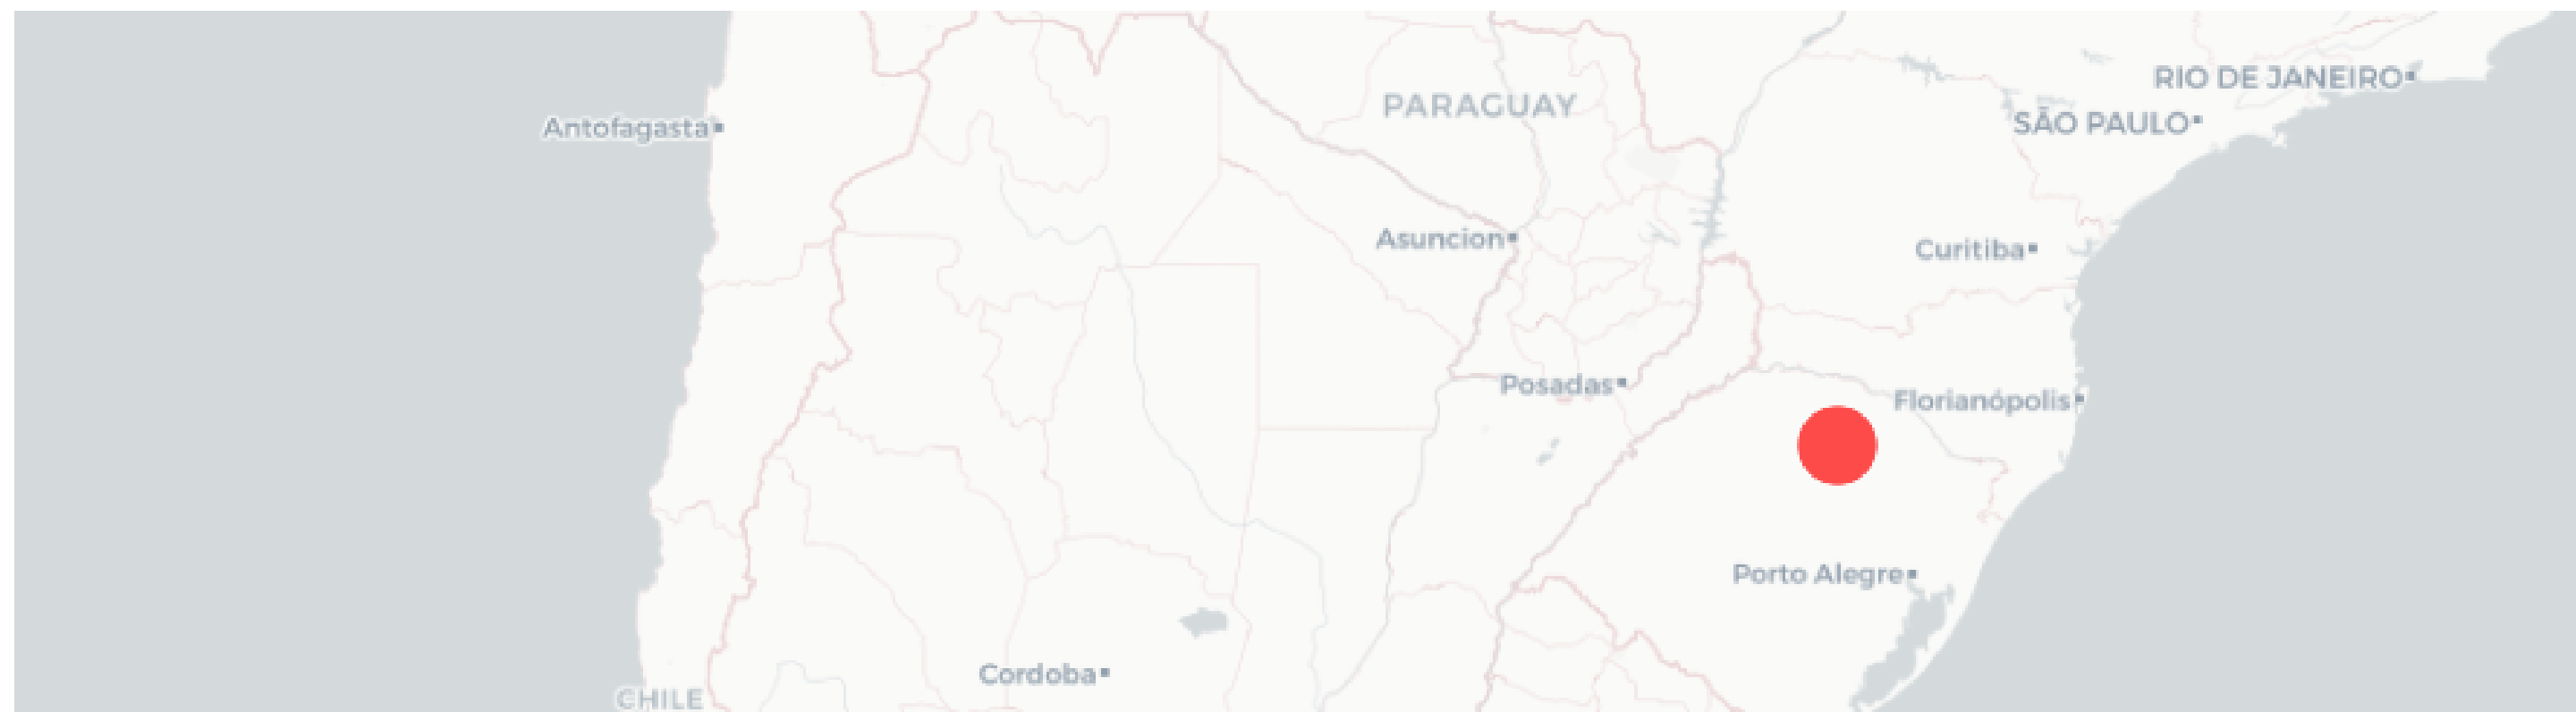 RIO DE JANEIRO
PARAGUAY
SÃO PAULO
Antofagasta
Asuncion
Curitiba
Posadas
Florianópolis
Porto Alegre
Cordoba
CHILE